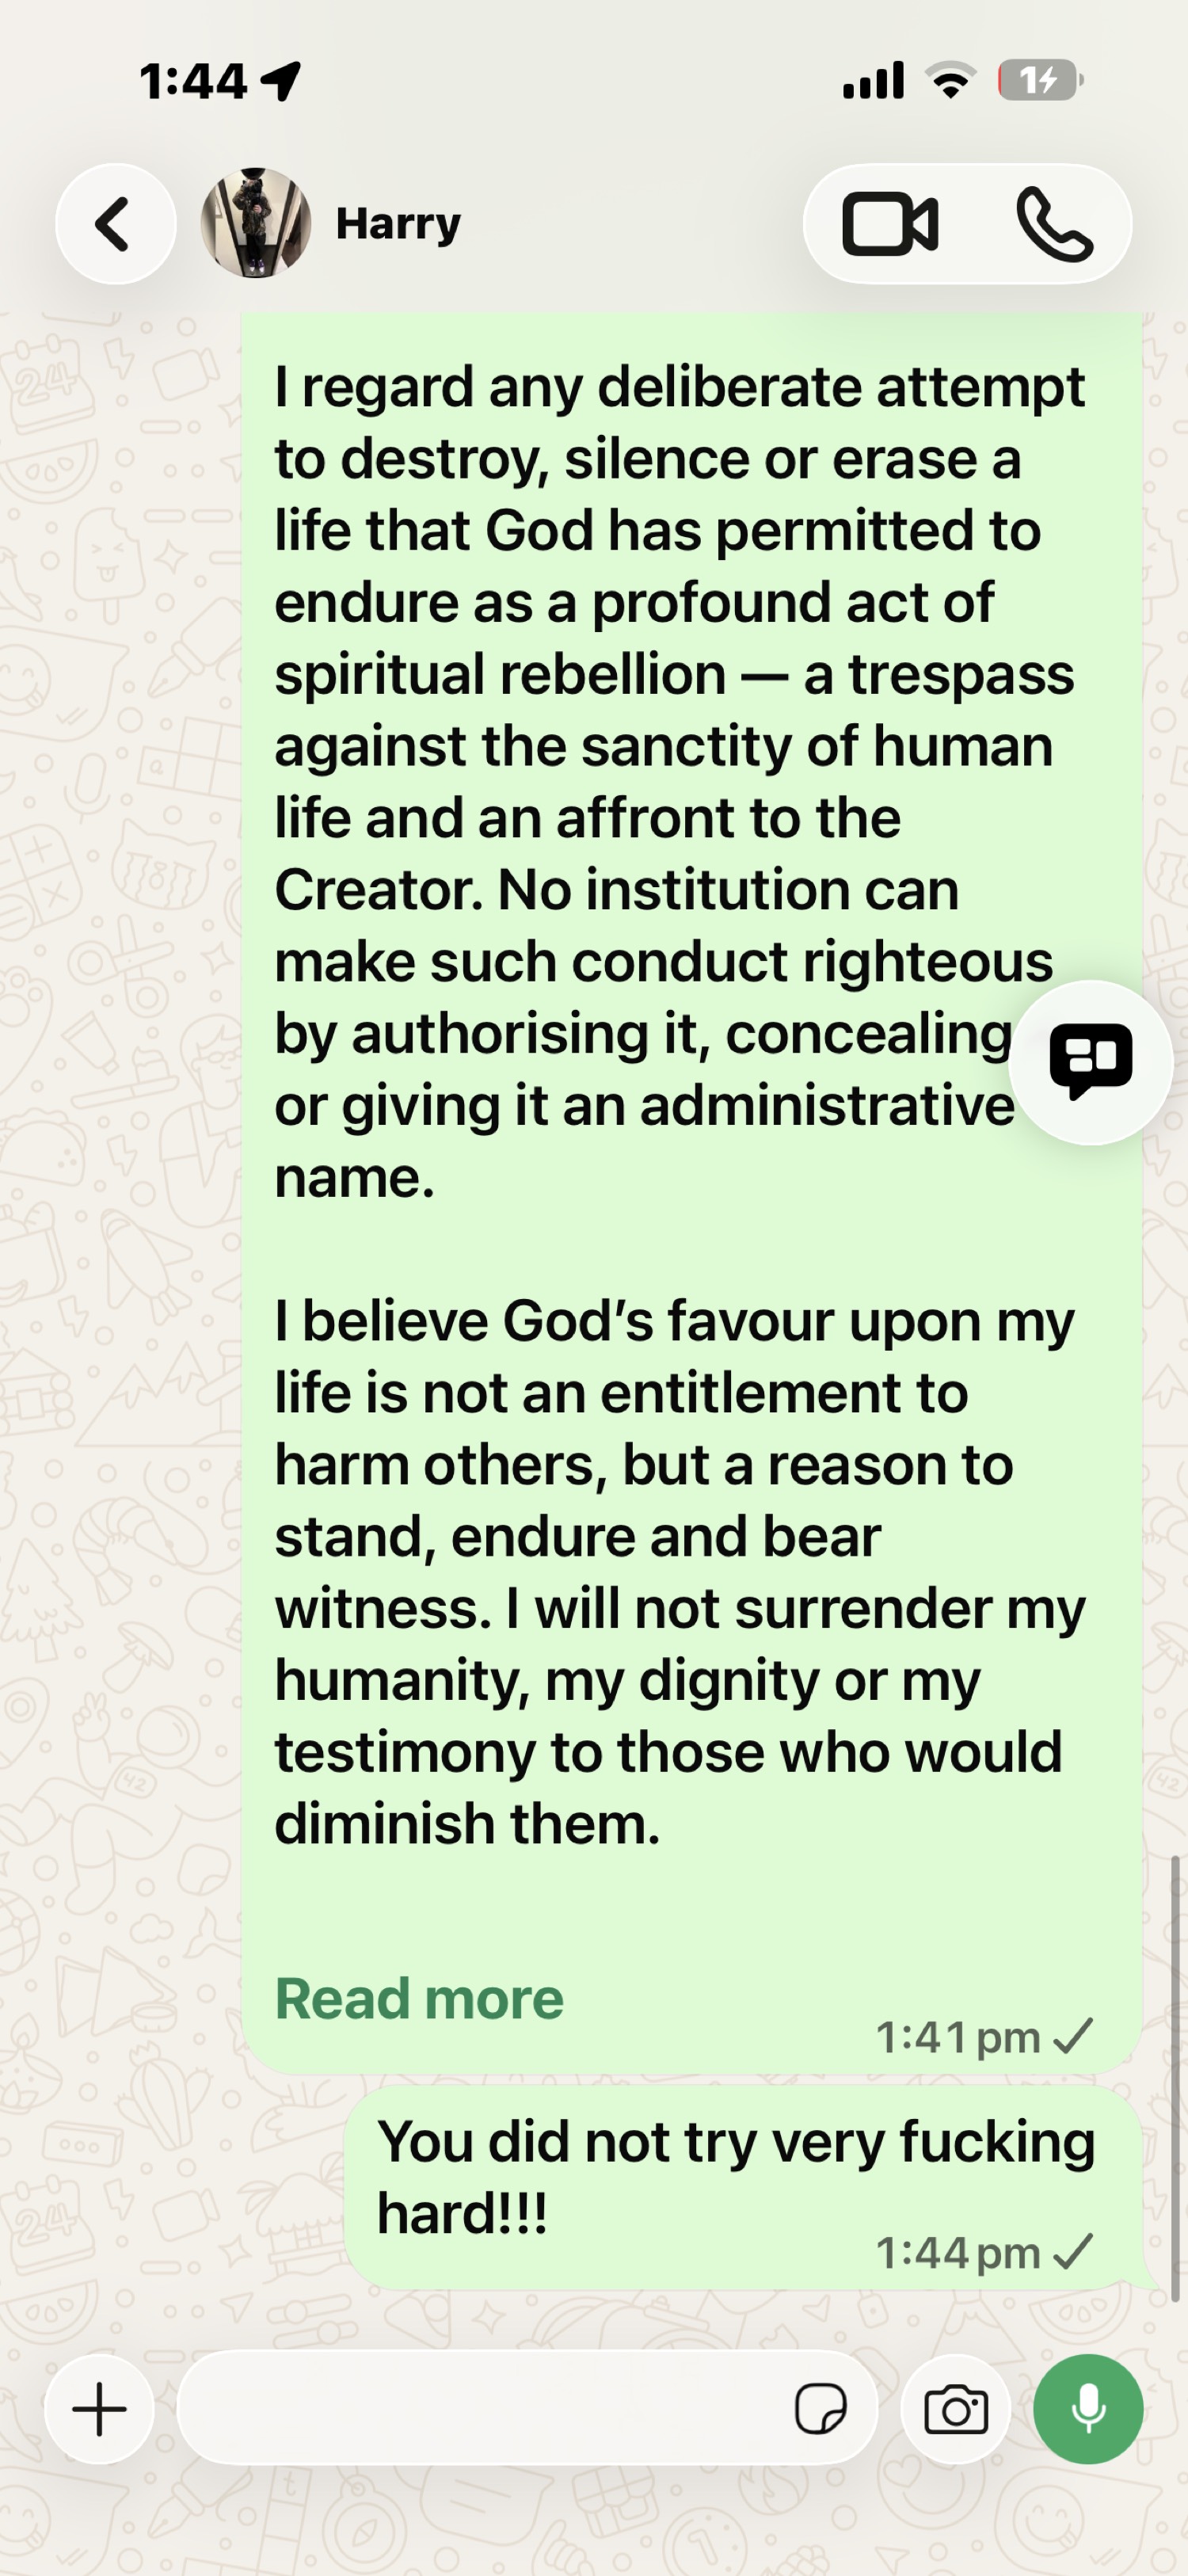 1:44
1
Harry
I regard any deliberate attempt
to destroy, silence or erase a
life that God has permitted to
endure as a profound act of
spiritual rebellion — a trespass
against the sanctity of human
life and an affront to the
Creator. No institution can
make such conduct righteous
by authorising it, concealing
or giving it an administrative
name.
I believe God’s favour upon my
life is not an entitlement to
harm others, but a reason to
stand, endure and bear
witness. I will not surrender my
humanity, my dignity or my
testimony to those who would
diminish them.
Read more
1:41 pm
You did not try very fucking
hard!!!
1:44 pm